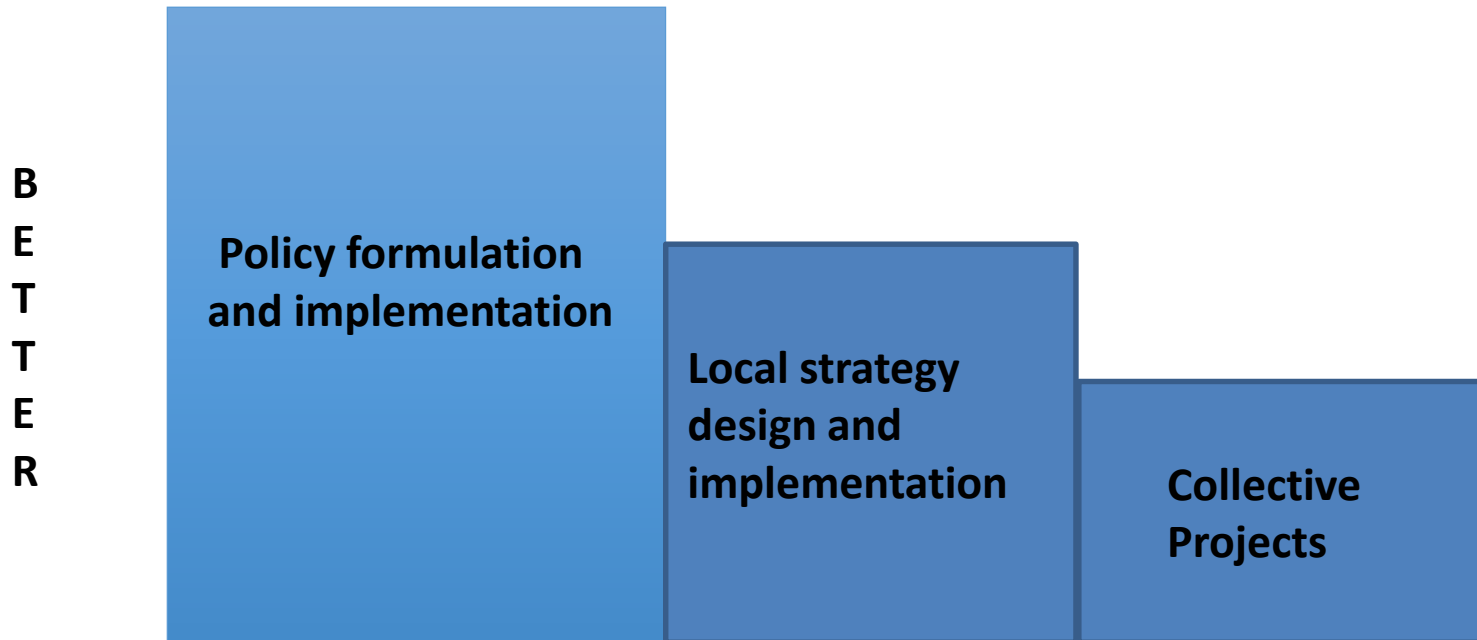 B
E
T
T
E
R
Policy formulation
and implementation
Local strategy
design and
implementation
Collective
Projects